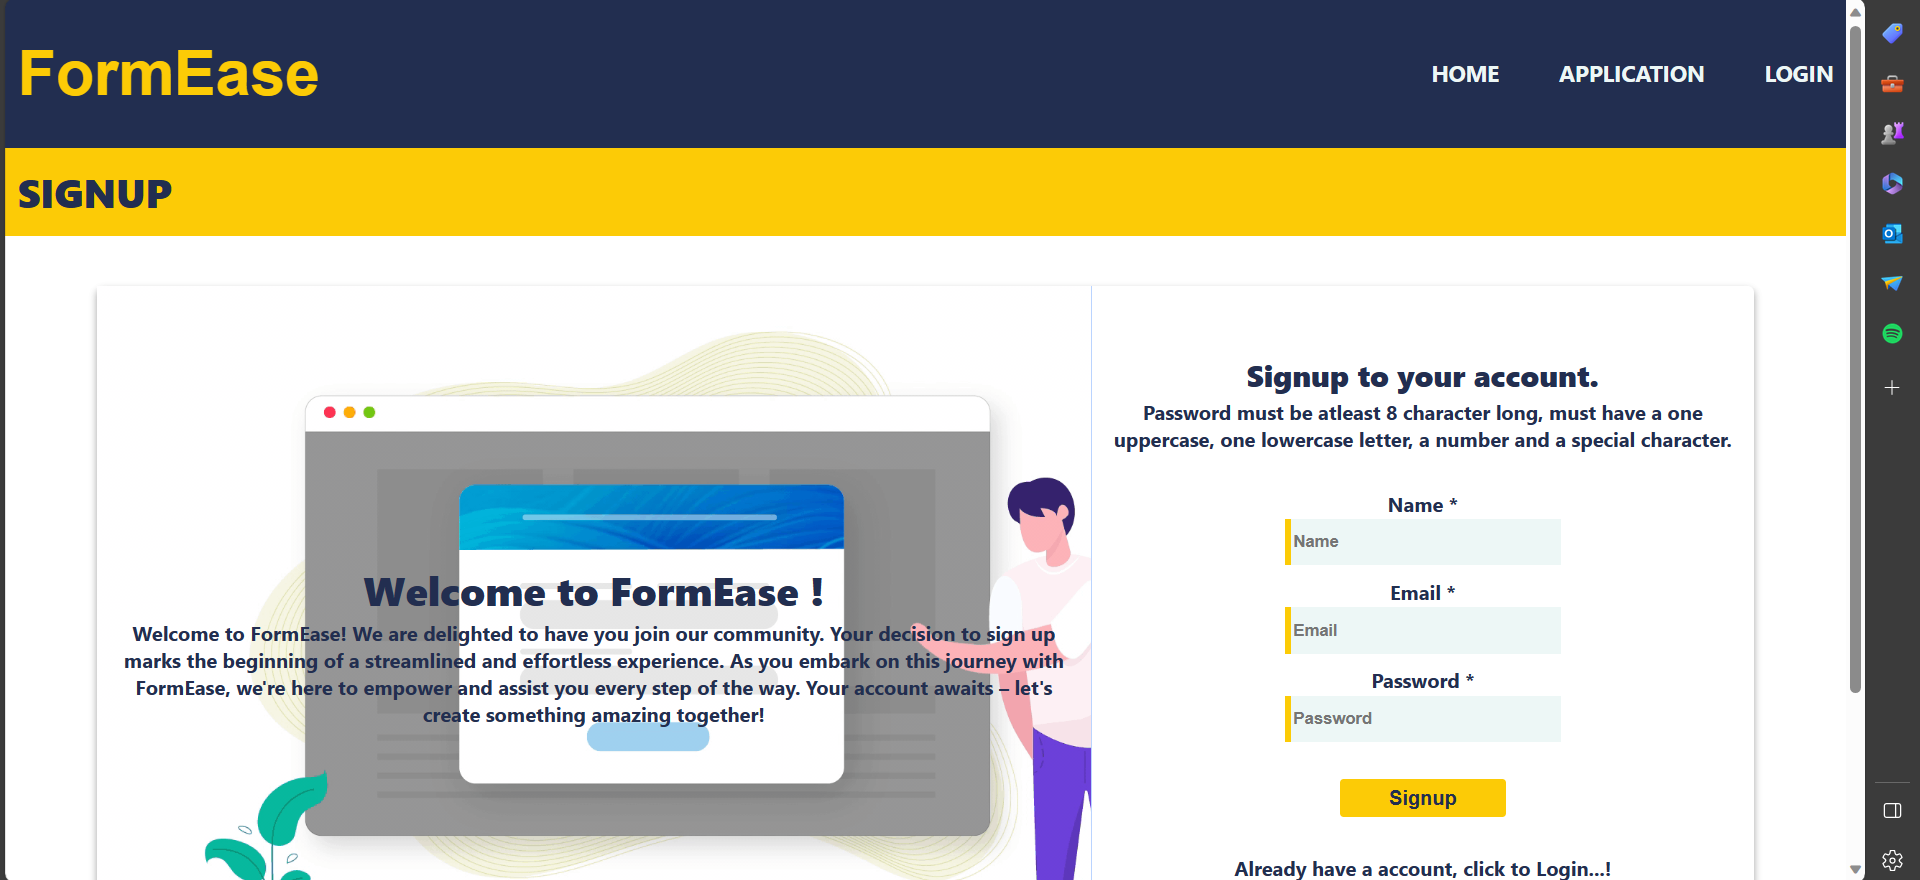 FormEase
HOME
APPLICATION
LOGIN
SIGNUP
Welcome to FormEase !
Welcome to FormEase! We are delighted to have you join our community. Your decision to sign up
marks the beginning of a streamlined and effortless experience. As you embark on this journey with
FormEase, we're here to empower and assist you every step of the way. Your account awaits – let's
create something amazing together!
Signup to your account.
Password must be atleast 8 character long, must have a one
uppercase, one lowercase letter, a number and a special character.
Name *
Name
Email *
Email
Password *
Password
Signup
Already have a account, click to Login...!